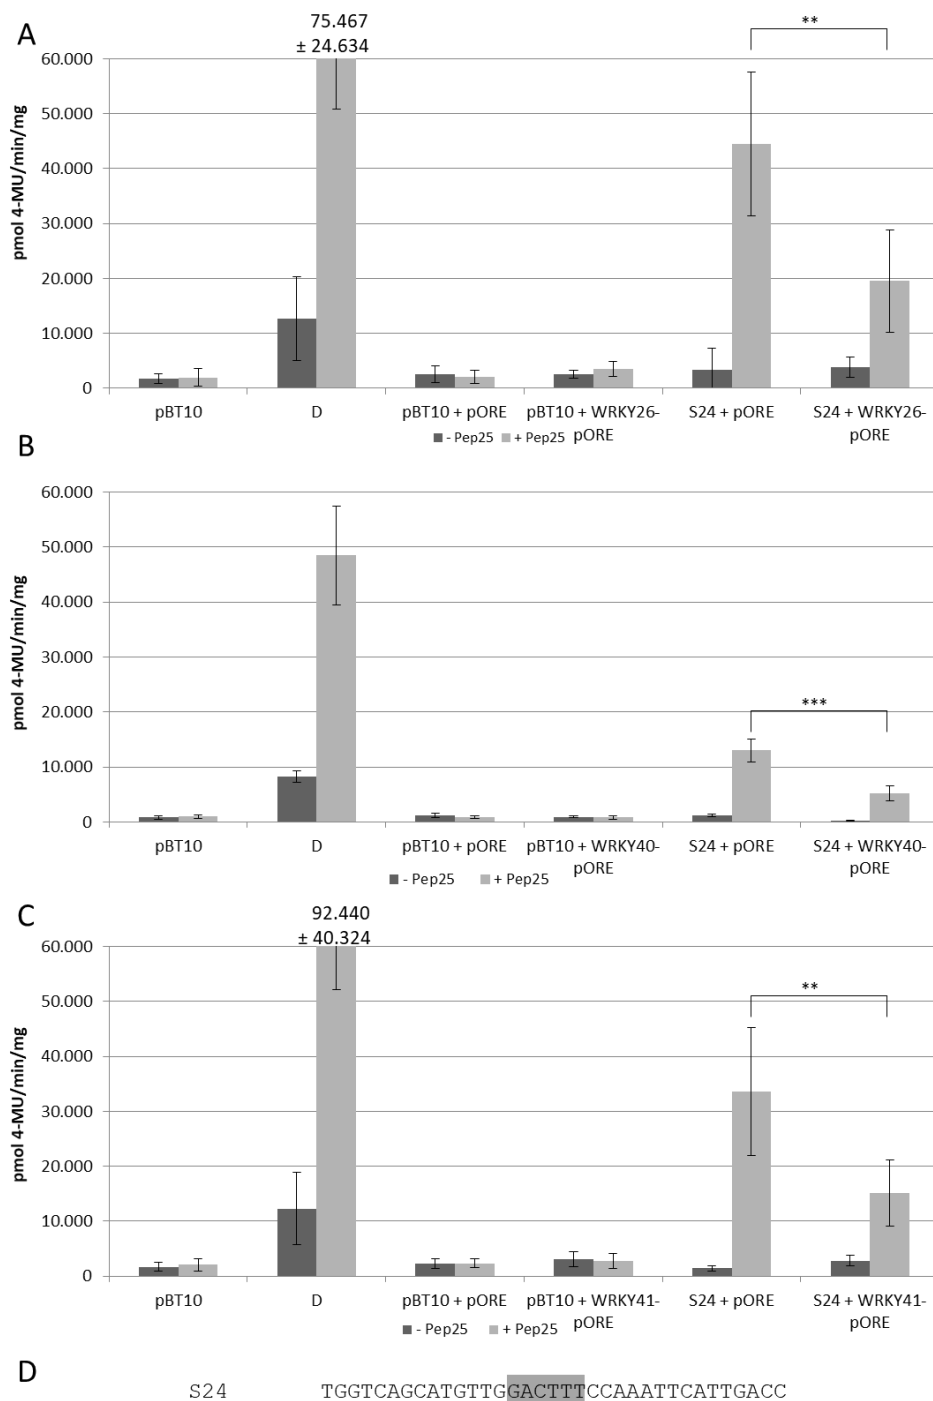 A
75.467
± 24.634
**
pmol 4-MU/min/mg
60.000
50.000
40.000
30.000
20.000
10.000
0
pBT10
D
pBT10 + pORE
pBT10 + WRKY26-
pORE
S24 + pORE
S24 + WRKY26-
pORE
- Pep25 + Pep25
B
***
pmol 4-MU/min/mg
60.000
50.000
40.000
30.000
20.000
10.000
0
pBT10
D
pBT10 + pORE
pBT10 + WRKY40-
pORE
S24 + pORE
S24 + WRKY40-
pORE
- Pep25 + Pep25
C
92.440
± 40.324
**
pmol 4-MU/min/mg
60.000
50.000
40.000
30.000
20.000
10.000
0
pBT10
D
pBT10 + pORE
pBT10 + WRKY41-
pORE
S24 + pORE
S24 + WRKY41-
pORE
- Pep25 + Pep25
D
S24 TGGTCAGCATGTTGGACTTTCCAAATTCATTGACC